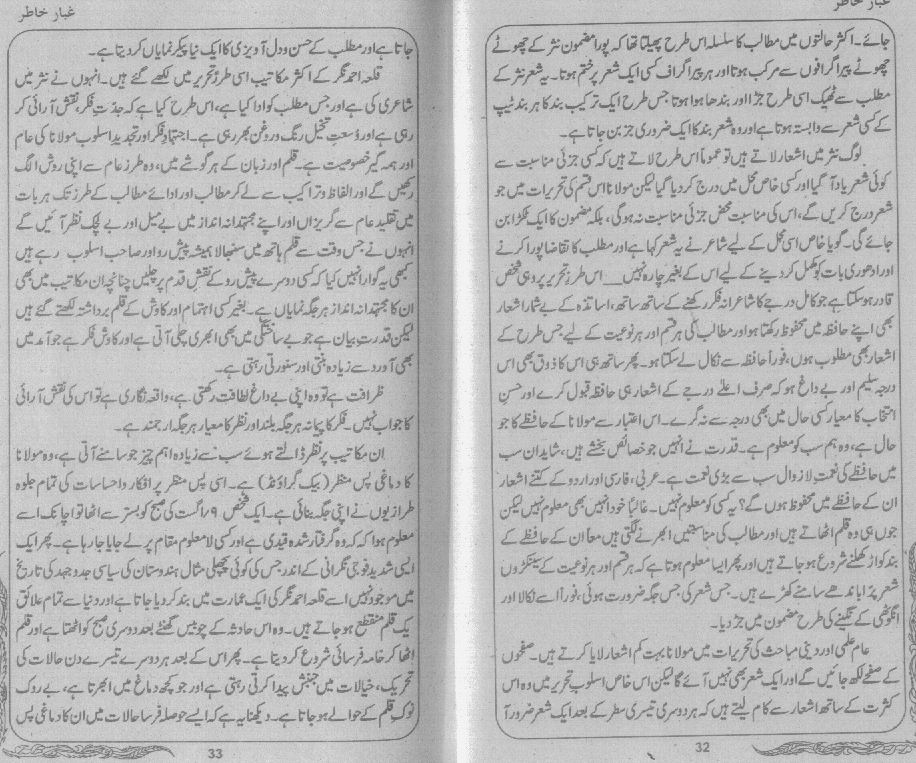 غبار خاطر
جائے۔ اکثر حالتوں میں مطالب کا سلسلہ اس طرح پھیلتا تھا کہ پورا مضمون نثر کے چھوٹے
چھوٹے پیراگرافوں سے مرکب ہوتا اور ہر پیراگراف کسی ایک شعر پر ختم ہوتا۔ یہ شعر نثر کے
مطلب سے ٹھیک اسی طرح جڑا اور بندھا ہوا ہوتا جس طرح ایک ترکیب بند کا ہر بند ٹیپ
کے کسی شعر سے وابستہ ہوتا ہے اور وہ شعر بند کا ایک ضروری جز بن جاتا ہے۔
لوگ نثر میں اشعار لاتے ہیں تو عموماً اس طرح لاتے ہیں کہ کسی جزئی مناسبت سے
کوئی شعر یاد آ گیا اور کسی خاص محل میں درج کر دیا گیا لیکن مولانا اس قسم کی تحریرات میں جو
شعر درج کریں گے، اس کی مناسبت محض جزئی مناسبت نہ ہوگی، بلکہ مضمون کا ایک ٹکڑا بن
جائے گی۔ گویا خاص اسی محل کے لیے شاعر نے یہ شعر کہا ہے اور مطلب کا تقاضا پورا کرنے
اور ادھوری بات کو مکمل کر دینے کے لیے اس کے بغیر چارہ نہیں__ اس طرز تحریر پر وہی شخص
قادر ہو سکتا ہے جو کامل درجے کا شاعرانہ فکر رکھنے کے ساتھ ساتھ، اساتذہ کے بے شمار اشعار
بھی اپنے حافظہ میں محفوظ رکھتا ہو اور مطالب کی ہر قسم اور ہر نوعیت کے لیے جس طرح کے
اشعار بھی مطلوب ہوں، فوراً حافظہ سے نکال لے سکتا ہو۔ پھر ساتھ ہی اس کا ذوق بھی اس
درجہ سلیم اور بے داغ ہو کہ صرف اعلے درجے کے اشعار ہی حافظہ قبول کرے اور حسن
انتخاب کا معیار کسی حال میں بھی درجہ سے نہ گرے۔ اس اعتبار سے مولانا کے حافظے کا جو
حال ہے، وہ ہم سب کو معلوم ہے۔ قدرت نے انہیں جو خصائص بخشے ہیں، شاید ان سب
میں حافظے کی نعمت لازوال سب سے بڑی نعمت ہے۔ عربی، فارسی اور اردو کے کتنے اشعار
ان کے حافظے میں محفوظ ہوں گے؟ یہ کسی کو معلوم نہیں۔ غالباً خود انہیں بھی معلوم نہیں لیکن
جوں ہی وہ قلم اٹھاتے ہیں اور مطالب کی مناسبتیں ابھرنے لگتی ہیں معاً ان کے حافظے کے
بند کواڑ کھلنے شروع ہو جاتے ہیں اور پھر ایسا معلوم ہوتا ہے کہ ہر قسم اور ہر نوعیت کے سینکڑوں
شعر پرا باندھے سامنے کھڑے ہیں۔ جس شعر کی جس جگہ ضرورت ہوئی، فوراً اسے نکالا اور
انگوٹھی کے نگینے کی طرح مضمون میں جڑ دیا۔
عام علمی اور دینی مباحث کی تحریرات میں مولانا بہت کم اشعار لایا کرتے ہیں۔ صفحوں
کے صفحے لکھ جائیں گے اور ایک شعر بھی نہیں آئے گا لیکن اس خاص اسلوب تحریر میں وہ اس
کثرت کے ساتھ اشعار سے کام لیتے ہیں کہ ہر دوسری تیسری سطر کے بعد ایک شعر ضرور آ
32
غبار خاطر
جاتا ہے اور مطلب کے حسن و دل آویزی کا ایک نیا پیکر نمایاں کر دیتا ہے۔
قلعہ احمد نگر کے اکثر مکاتیب اسی طرز تحریر میں لکھے گئے ہیں۔ انہوں نے نثر میں
شاعری کی ہے اور جس مطلب کو ادا کیا ہے، اس طرح کیا ہے کہ جدت فکر، نقش آرائی کر
رہی ہے اور وُسعت تخیل رنگ و روغن بھر رہی ہے۔ اجتہاد فکر اور تجدید اسلوب مولانا کی عام
اور ہمہ گیر خصوصیت ہے۔ قلم اور زبان کے ہر گوشے میں، وہ طرز عام سے اپنی روش الگ
رکھیں گے اور الفاظ و تراکیب سے لے کر مطالب اور ادائے مطالب کے طرز تک ہر بات
میں تقلید عام سے گریزاں اور اپنے مجتہدانہ انداز میں بے میل اور بے لچک نظر آئیں گے
انہوں نے جس وقت سے قلم ہاتھ میں سنبھالا ہمیشہ پیش رو اور صاحب اسلوب رہے ہیں
کبھی یہ گوارا نہیں کیا کہ کسی دوسرے پیش رو کے نقش قدم پر چلیں چنانچہ ان مکاتیب میں بھی
ان کا مجتہدانہ انداز ہر جگہ نمایاں ہے۔ بغیر کسی اہتمام اور کاوش کے قلم برداشتہ لکھتے گئے ہیں
لیکن قدرت بیان ہے جو بے ساختگی میں بھی ابھری چلی آتی ہے اور کاوش فکر ہے جو آمد میں
بھی آورد سے زیادہ بنتی اور سنورتی رہتی ہے۔
ظرافت ہے تو وہ اپنی بے داغ لطافت رکھتی ہے، واقعہ نگاری ہے تو اس کی نقش آرائی
کا جواب نہیں۔ فکر کا پیمانہ ہر جگہ بلند اور نظر کا معیار ہر جگہ ارجمند ہے۔
ان مکاتیب پر نظر ڈالتے ہوئے سب سے زیادہ اہم چیز جو سامنے آتی ہے، وہ مولانا
کا دماغی پس منظر (بیک گراؤنڈ) ہے۔ اسی پس منظر پر افکار و احساسات کی تمام جلوہ
طرازیوں نے اپنی جگہ بنائی ہے۔ ایک شخص ۹/ اگست کی صبح کو بستر سے اٹھا تو اچانک اسے
معلوم ہوا کہ کہ وہ گرفتار شدہ قیدی ہے اور کسی لامعلوم مقام پر لے جایا جا رہا ہے۔ پھر ایک
ایسی شدید فوجی نگرانی کے اندر جس کی کوئی پچھلی مثال ہندوستان کی سیاسی جدوجہد کی تاریخ
میں موجود نہیں اسے قلعہ احمد نگر کی ایک عمارت میں بند کر دیا جاتا ہے اور دنیا سے تمام علائق
یک قلم منقطع ہو جاتے ہیں۔ وہ اس حادثہ کے چوبیس گھنٹے بعد دوسری صبح کو اٹھتا ہے اور قلم
اٹھا کر خامہ فرسائی شروع کر دیتا ہے۔ پھر اس کے بعد ہر دوسرے تیسرے دن حالات کی
تحریک، خیالات میں جنبش پیدا کرتی رہتی ہے اور جو کچھ دماغ میں ابھرتا ہے، بے روک
نوک قلم کے حوالے ہو جاتا ہے۔ دیکھنا یہ ہے کہ ایسے حوصلہ فرسا حالات میں ان کا دماغی پس
33